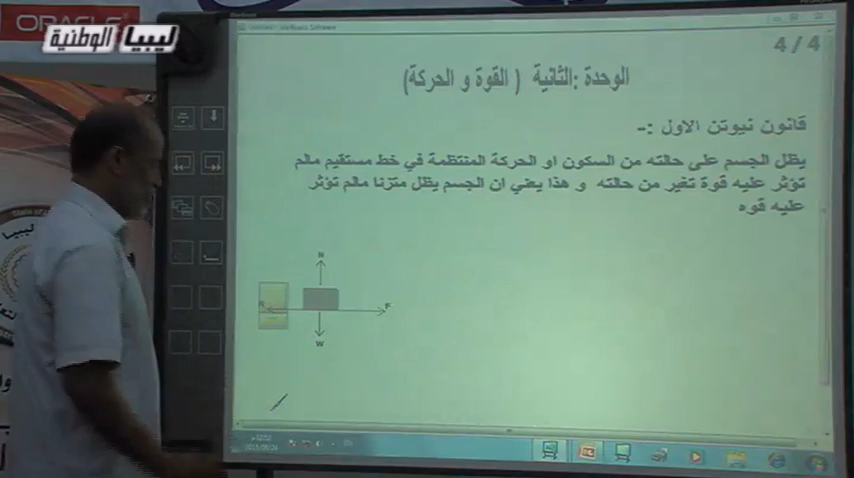 ORACLE
ليبيا الوطنية
4 / 4
الوحدة :الثانية ( القوة و الحركة)
قانون نيوتن الاول :-
يظل الجسم على حالته من السكون او الحركة المنتظمة في خط مستقيم مالم
تؤثر عليه قوة تغير من حالته و هذا يعني ان الجسم يظل متزنا مالم تؤثر
عليه قوه
N
R
F
W